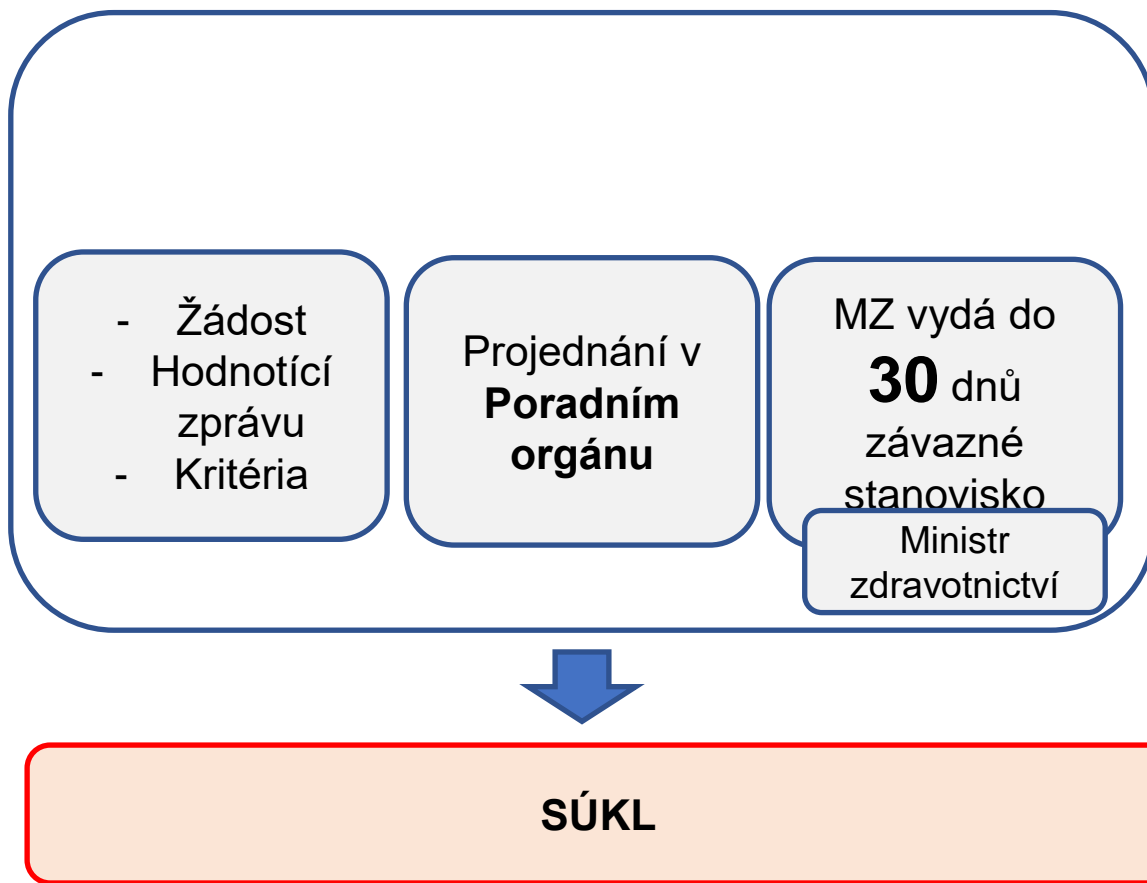 - Žádost
- Hodnotící
zprávu
- Kritéria
Projednání v
Poradním
orgánu
MZ vydá do
30 dnů
závazné
stanovisko
Ministr
zdravotnictví
SÚKL